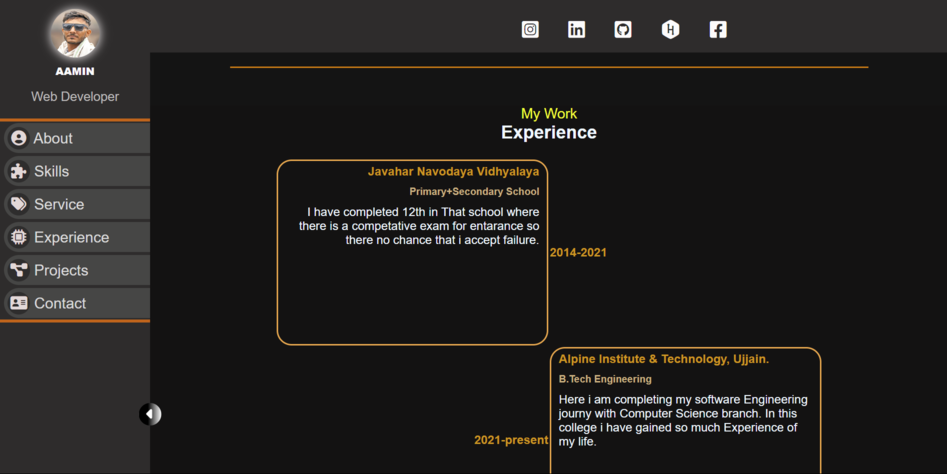 AAMIN
Web Developer
About
Skills
Service
Experience
Projects
Contact
My Work
Experience
Javahar Navodaya Vidhyalaya
Primary+Secondary School
I have completed 12th in That school where
there is a competative exam for entarance so
there no chance that i accept failure.
2014-2021
Alpine Institute & Technology, Ujjain.
B.Tech Engineering
Here i am completing my software Engineering
journy with Computer Science branch. In this
college i have gained so much Experience of
my life.
2021-present